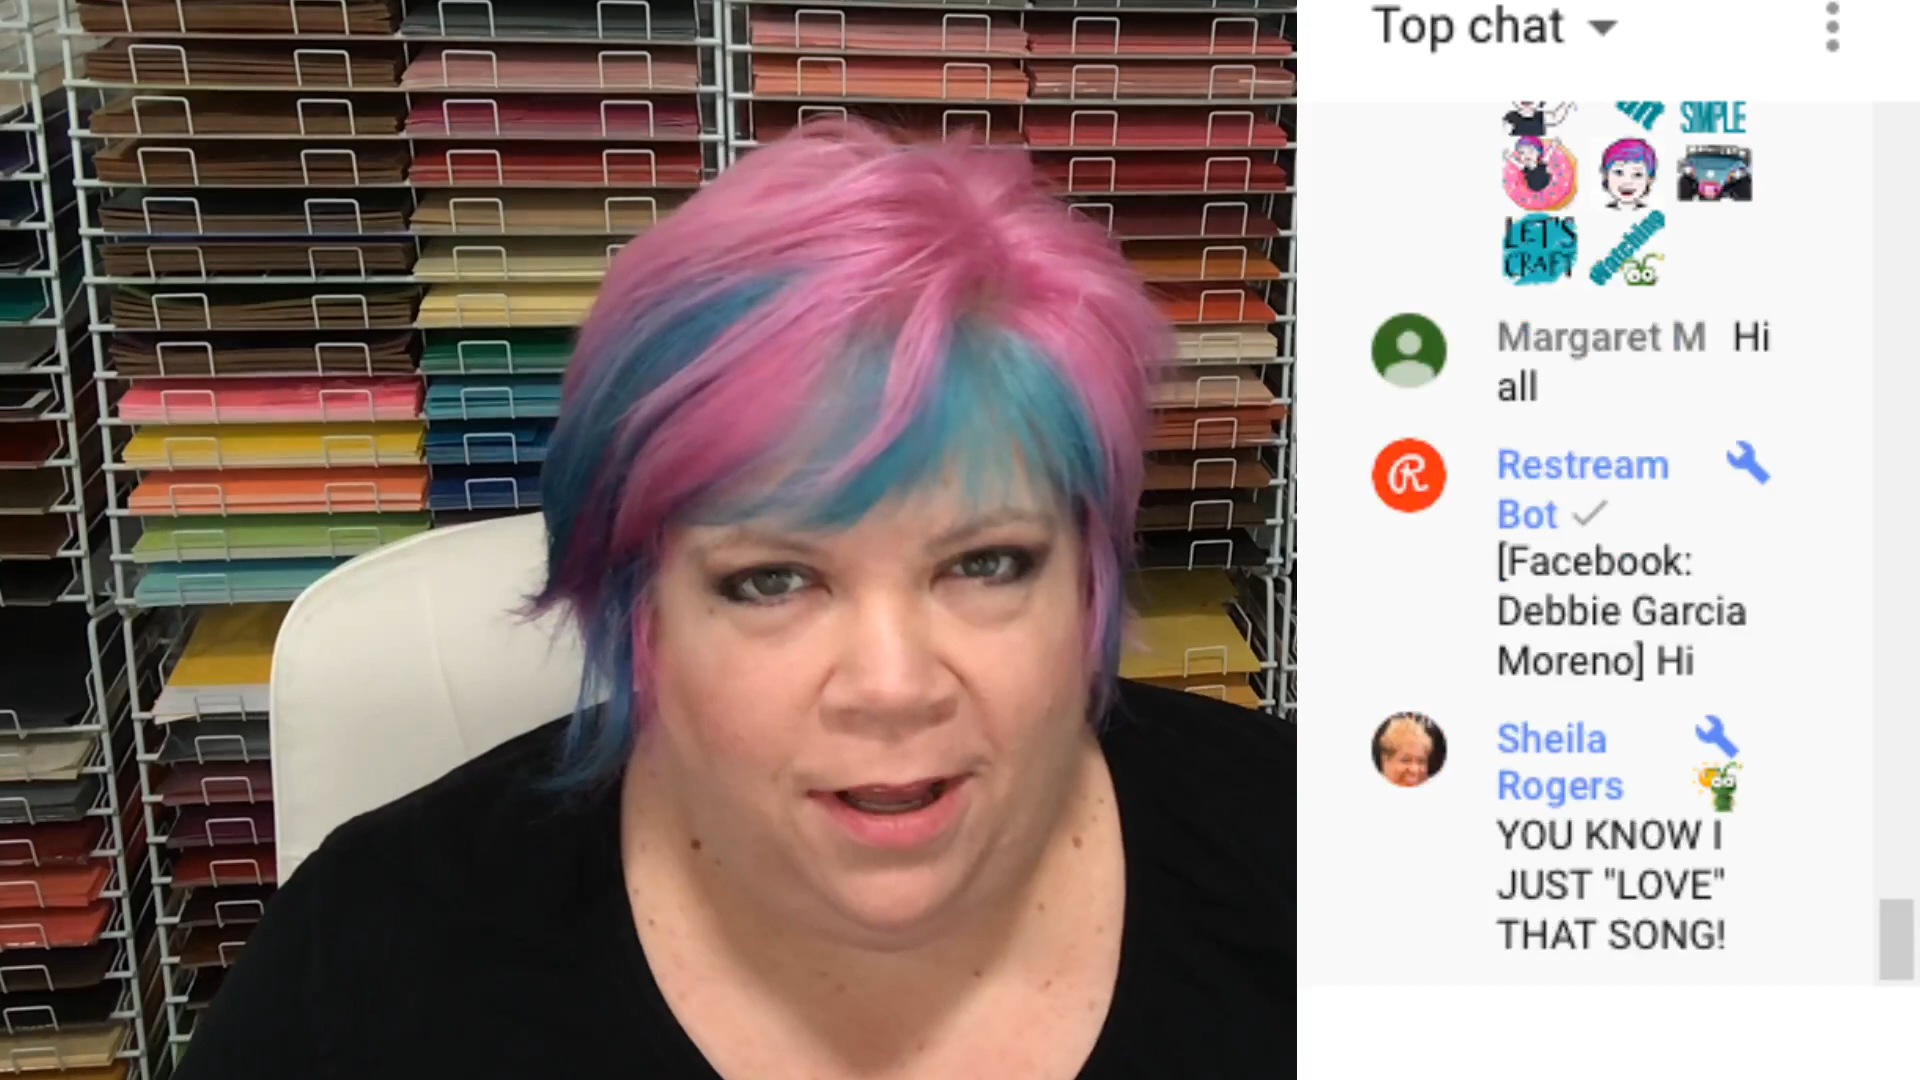 Top chat
SIMPLE
LET'S
CRAFT
Watching
Margaret M Hi
all
Restream
Bot
[Facebook:
Debbie Garcia
Moreno] Hi
Sheila
Rogers
YOU KNOW I
JUST "LOVE"
THAT SONG!